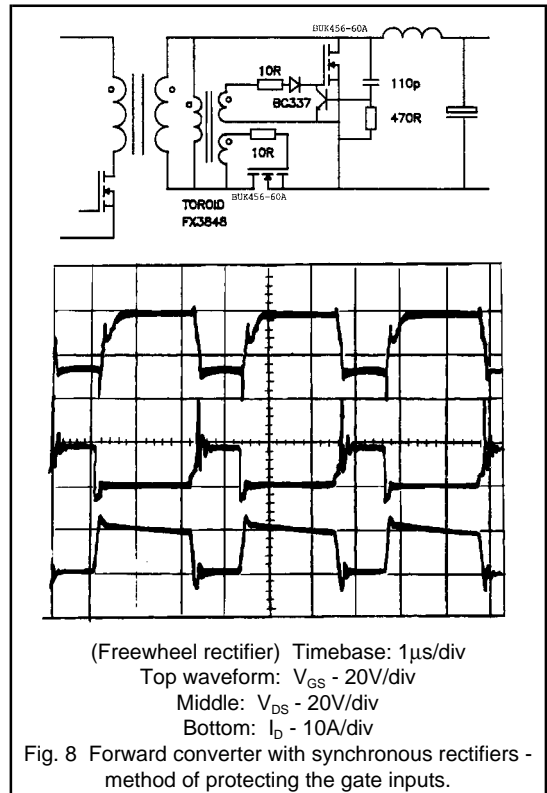 BUK456-60A
10R
BC337
110p
470R
10R
BUK456-60A
TOROID
FX3848
(Freewheel rectifier) Timebase: 1µs/div
Top waveform: VGS - 20V/div
Middle: VDS - 20V/div
Bottom: ID - 10A/div
Fig. 8 Forward converter with synchronous rectifiers -
method of protecting the gate inputs.